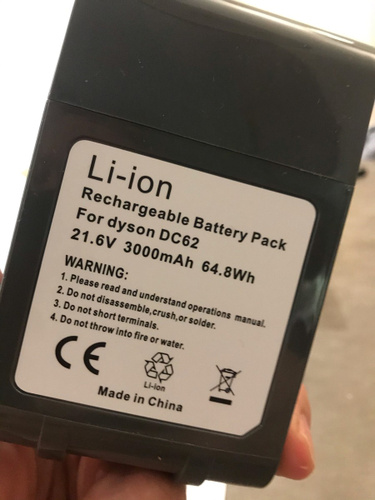 Li-ion
Rechargeable Battery Pack
For dyson DC62
21.6V 3000mAh 64.8Wh
WARNING:
1. Please read and understand operations manual.
2. Do not disassemble,crush,or soider.
3. Do not short terminals.
4. Do not throw into fire or water.
CE
Li-ion
Made in China